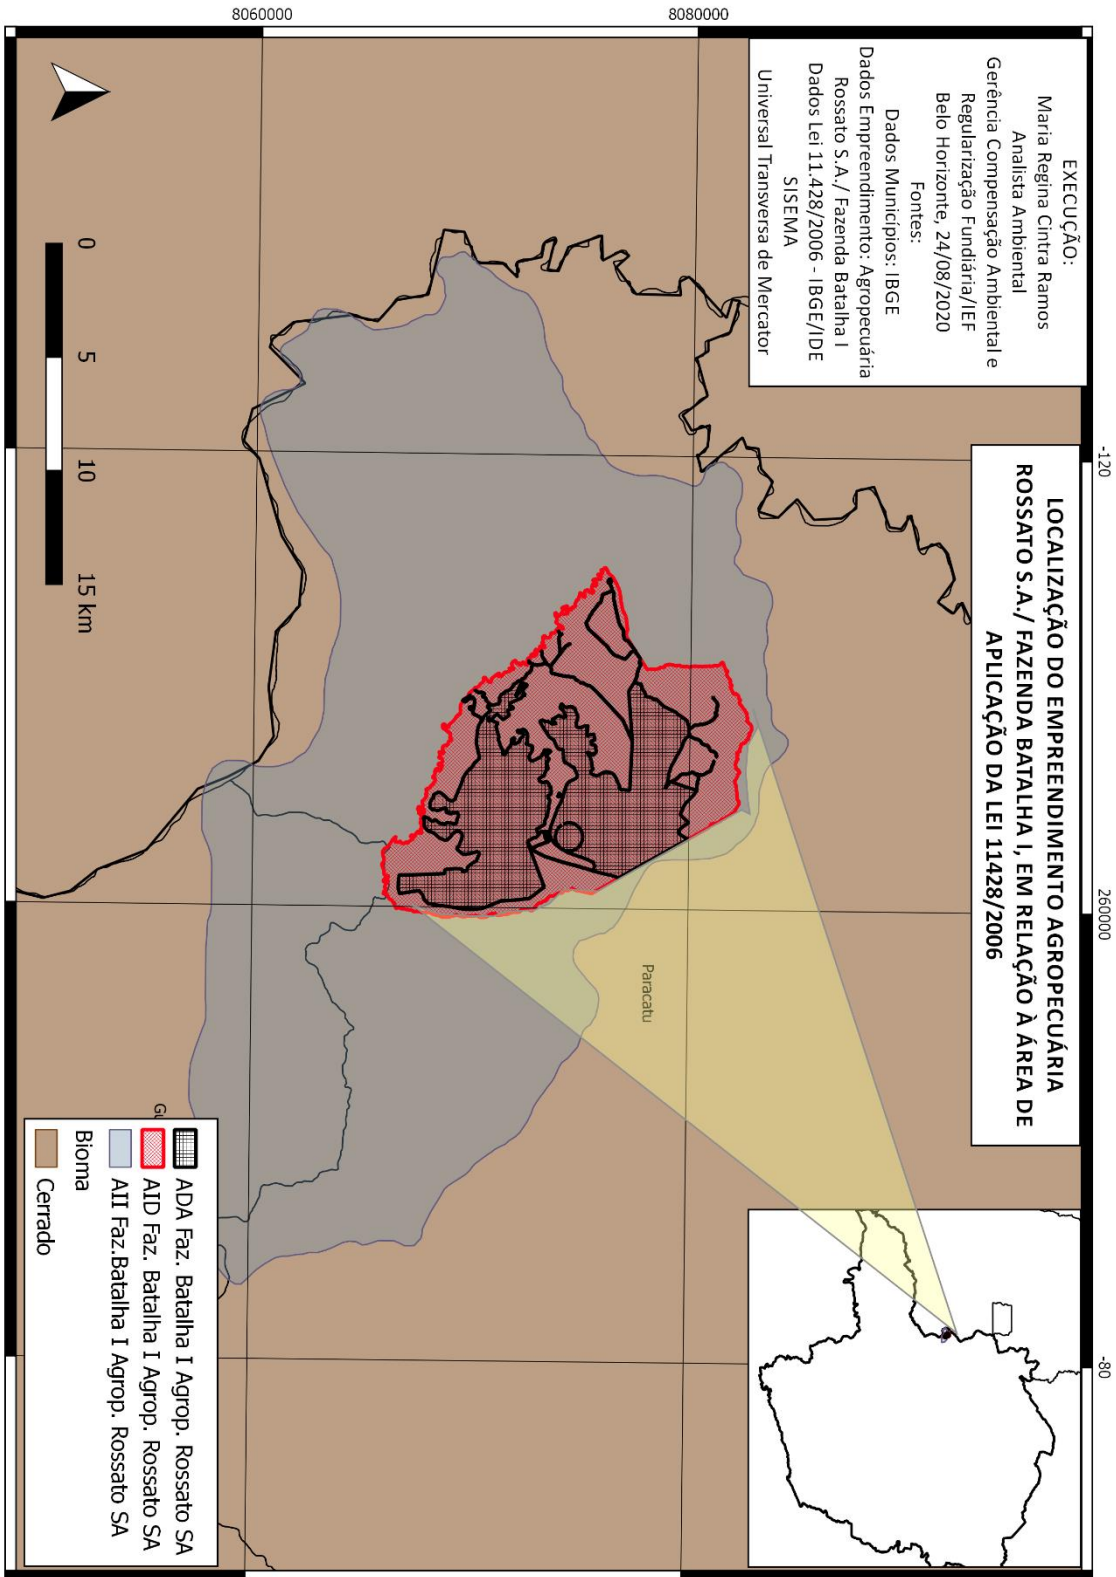 EXECUÇÃO:
Maria Regina Cintra Ramos
Analista Ambiental
Gerência Compensação Ambiental e
Regularização Fundiária/IEF
Belo Horizonte, 24/08/2020
Fontes:
Dados Municípios: IBGE
Dados Empreendimento: Agropecuária
Rossato S.A./ Fazenda Batalha I
Dados Lei 11.428/2006 - IBGE/IDE
SISEMA
Universal Transversa de Mercator
LOCALIZAÇÃO DO EMPREENDIMENTO AGROPECUÁRIA
ROSSATO S.A./ FAZENDA BATALHA I, EM RELAÇÃO À ÁREA DE
APLICAÇÃO DA LEI 11428/2006
-120
260000
-80
8080000
8060000
Paracatu
Gu
0 5 10 15 km
ADA Faz. Batalha I Agrop. Rossato SA
AID Faz. Batalha I Agrop. Rossato SA
AII Faz.Batalha I Agrop. Rossato SA
Bioma
Cerrado